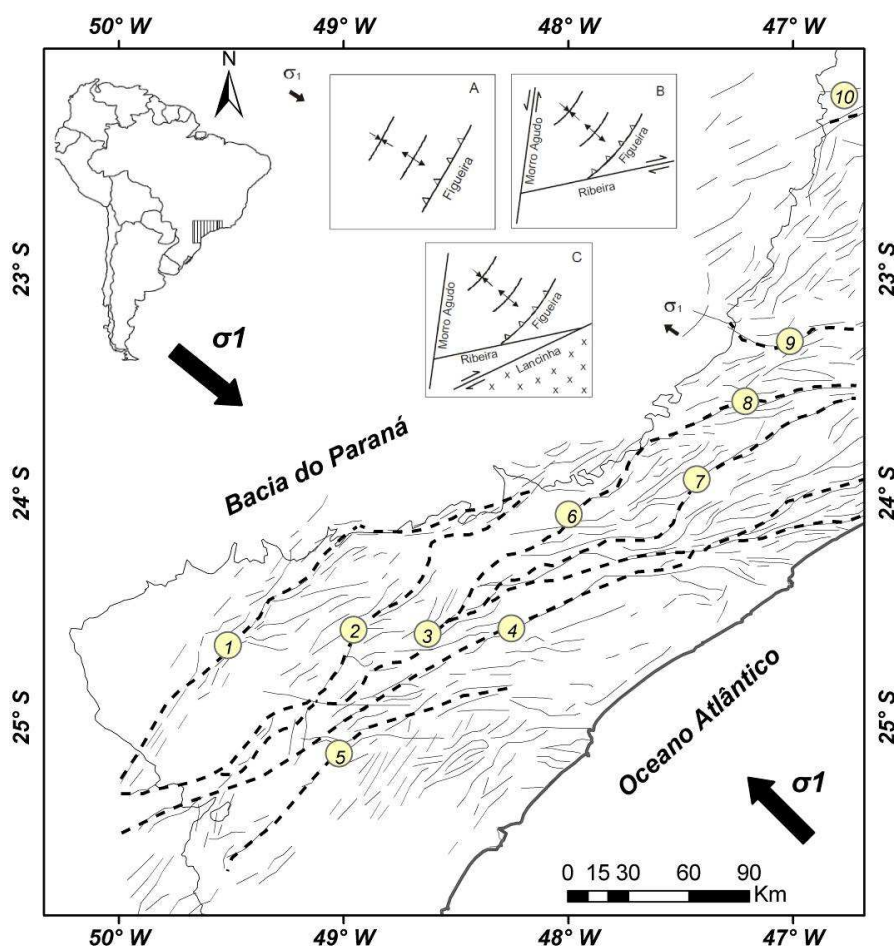 50° W 49° W 48° W 47° W
N
σ1
A
Figueira
B
Morro Agudo
Figueira
Ribeira
C
Morro Agudo
Figueira
Ribeira
Lancinha
x x x x x x x x x x x x
10
23° S 23° S
σ1
σ1
9
8
Bacia do Paraná
7
24° S 24° S
6
1
2
3
4
25° S 25° S
5
Oceano Atlântico
σ1
0 15 30 60 90
Km
50° W 49° W 48° W 47° W